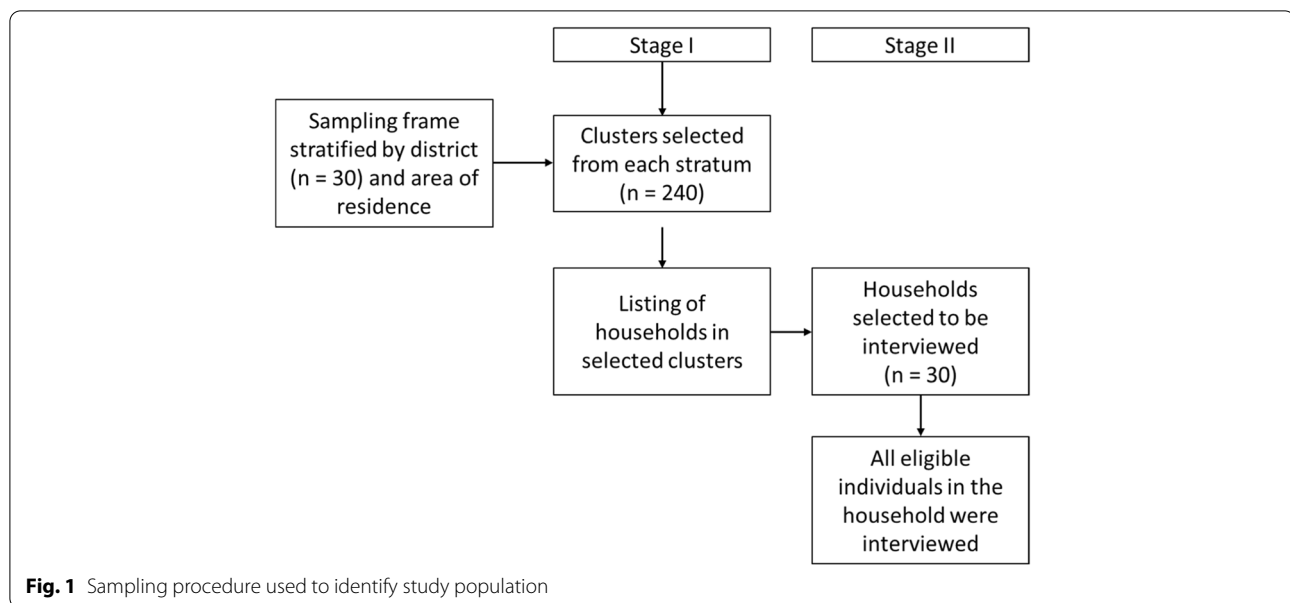 Stage I
Stage II
Sampling frame
stratified by district
(n = 30) and area of
residence
Clusters selected
from each stratum
(n = 240)
Listing of
households in
selected clusters
Households
selected to be
interviewed
(n = 30)
All eligible
individuals in the
household were
interviewed
Fig. 1 Sampling procedure used to identify study population